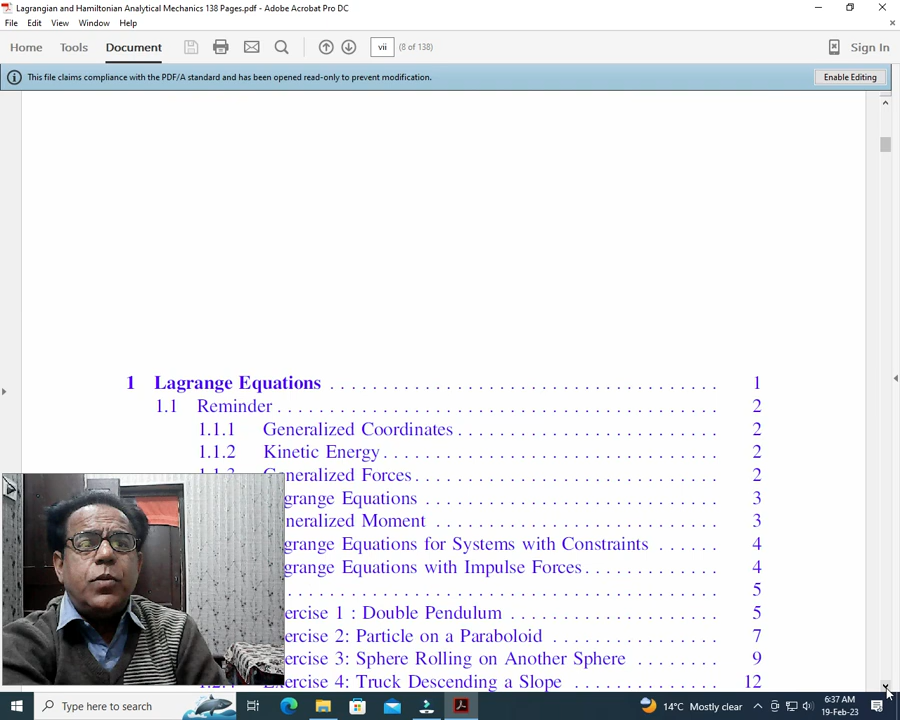 Lagrangian and Hamiltonian Analytical Mechanics 138 Pages.pdf - Adobe Acrobat Pro DC
File Edit View Window Help
Home Tools Document vii (8 of 138) Sign In
This file claims compliance with the PDF/A standard and has been opened read-only to prevent modification. Enable Editing
1 Lagrange Equations . . . . . . . . . . . . . . . . . . . . . . . . . . . . . . . . . . . . . 1
1.1 Reminder . . . . . . . . . . . . . . . . . . . . . . . . . . . . . . . . . . . . . . . . . . 2
1.1.1 Generalized Coordinates . . . . . . . . . . . . . . . . . . . . . . . . . 2
1.1.2 Kinetic Energy . . . . . . . . . . . . . . . . . . . . . . . . . . . . . . . . 2
1.1.3 Generalized Forces . . . . . . . . . . . . . . . . . . . . . . . . . . . . . 2
grange Equations . . . . . . . . . . . . . . . . . . . . . . . . . . . . 3
neralized Moment . . . . . . . . . . . . . . . . . . . . . . . . . . . 3
grange Equations for Systems with Constraints . . . . . . 4
grange Equations with Impulse Forces . . . . . . . . . . . . . 4
. . . . . . . . . . . . . . . . . . . . . . . . . . . . . . . . . . . . . . . . . 5
ercise 1 : Double Pendulum . . . . . . . . . . . . . . . . . . . . 5
ercise 2: Particle on a Paraboloid . . . . . . . . . . . . . . . . 7
ercise 3: Sphere Rolling on Another Sphere . . . . . . . . 9
ercise 4: Truck Descending a Slope . . . . . . . . . . . . . . 12
Type here to search 14°C Mostly clear 6:37 AM
19-Feb-23